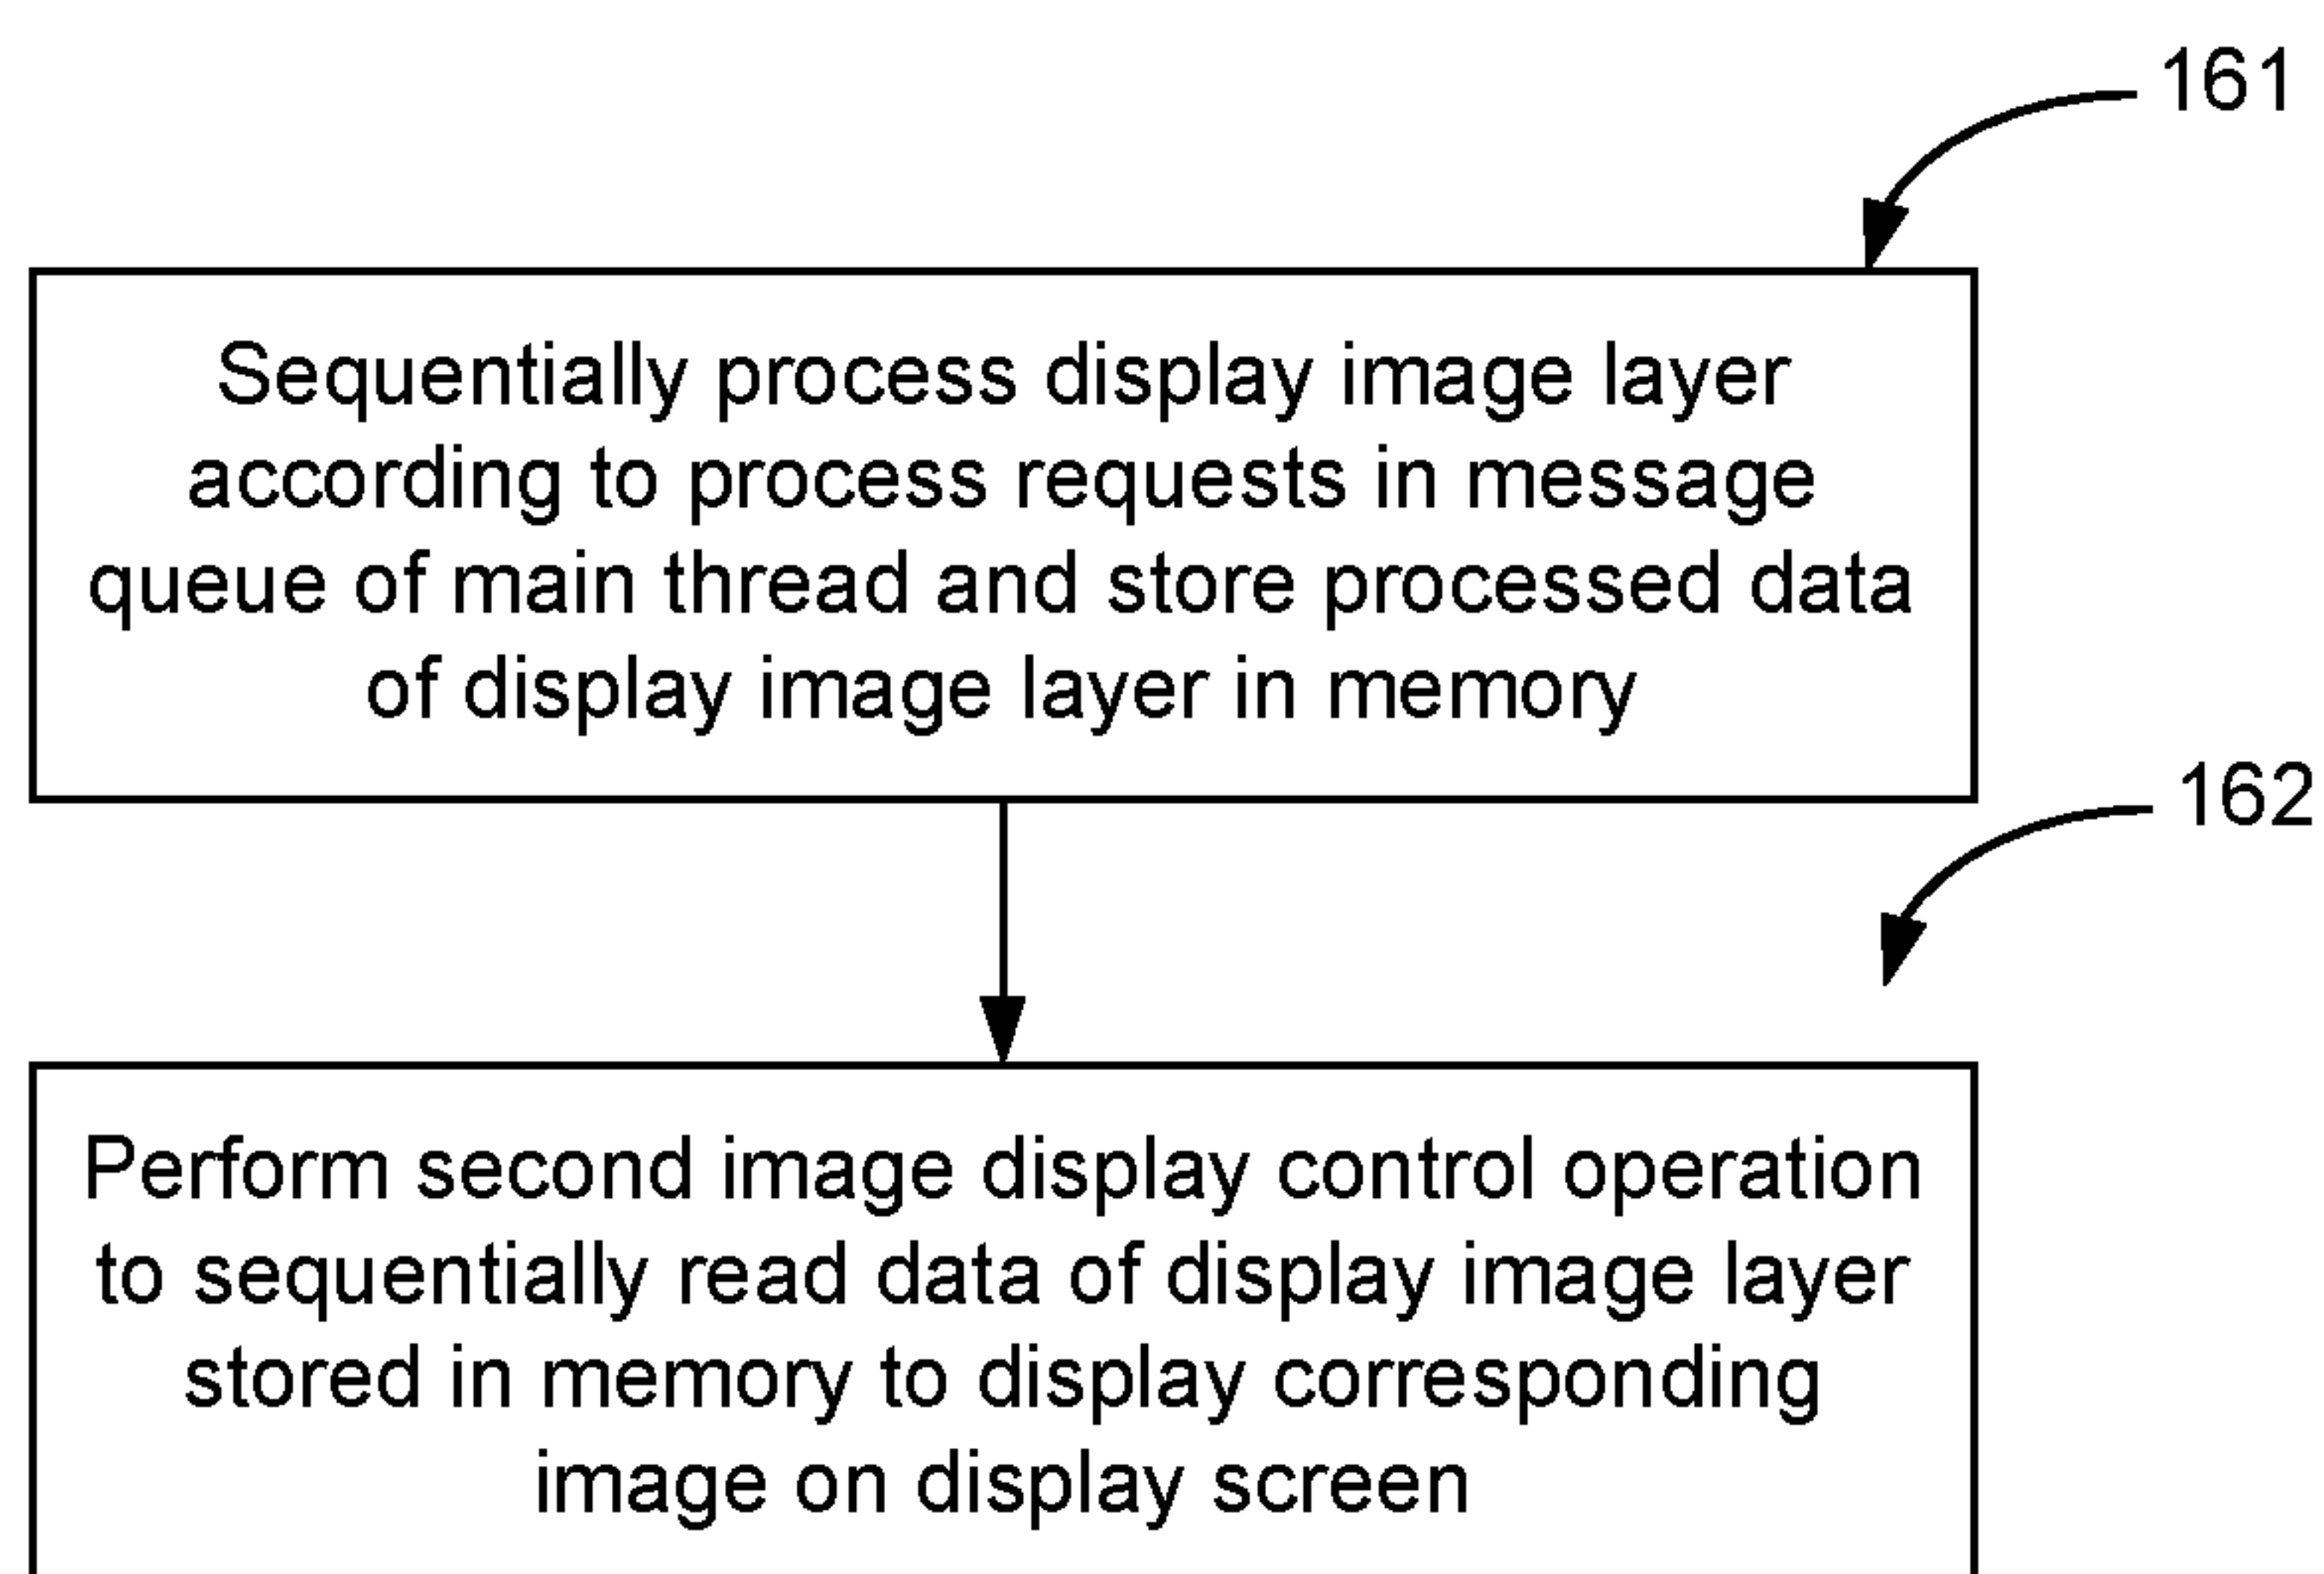 161
Sequentially process display image layer
according to process requests in message
queue of main thread and store processed data
of display image layer in memory
162
Perform second image display control operation
to sequentially read data of display image layer
stored in memory to display corresponding
image on display screen